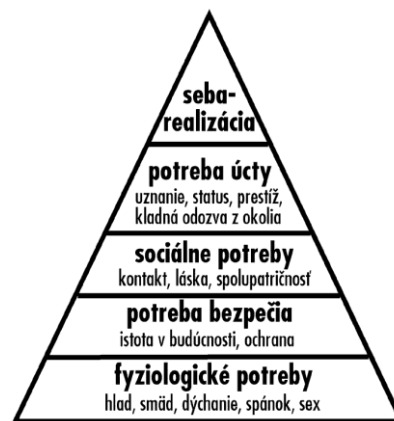 seba-
realizácia
potreba úcty
uznanie, status, prestíž,
kladná odozva z okolia
sociálne potreby
kontakt, láska, spolupatričnosť
potreba bezpečia
istota v budúcnosti, ochrana
fyziologické potreby
hlad, smäd, dýchanie, spánok, sex